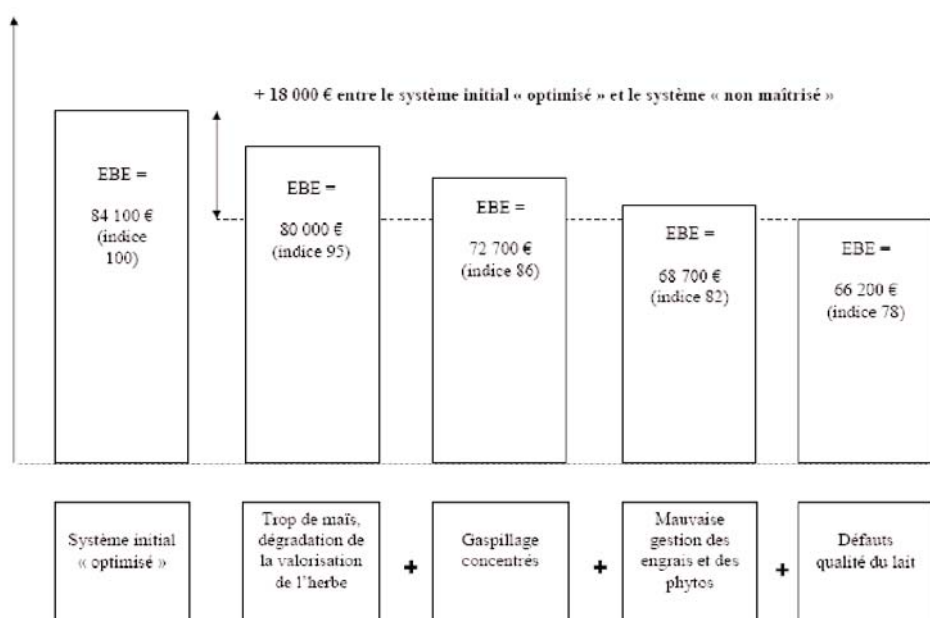 + 18 000 € entre le système initial « optimisé » et le système « non maîtrisé »
EBE =
84 100 €
(indice
100)
EBE =
80 000 €
(indice 95)
EBE =
72 700 €
(indice 86)
EBE =
68 700 €
(indice 82)
EBE =
66 200 €
(indice 78)
Système initial
« optimisé »
Trop de maïs,
dégradation de
la valorisation
de l'herbe
+
Gaspillage
concentrés
+
Mauvaise
gestion des
engrais et des
phytos
+
Défauts
qualité du lait